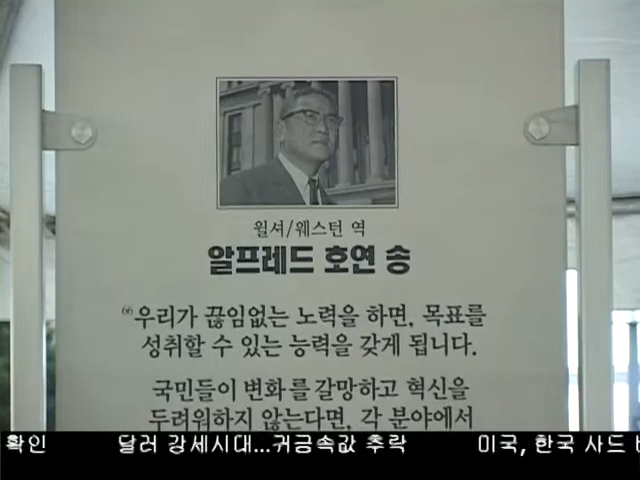 윌셔/웨스턴 역
알프레드 호연 송
“우리가 끊임없는 노력을 하면, 목표를
성취할 수 있는 능력을 갖게 됩니다.
국민들이 변화를 갈망하고 혁신을
두려워하지 않는다면, 각 분야에서
확인 달러 강세시대...귀금속값 추락 미국, 한국 사드